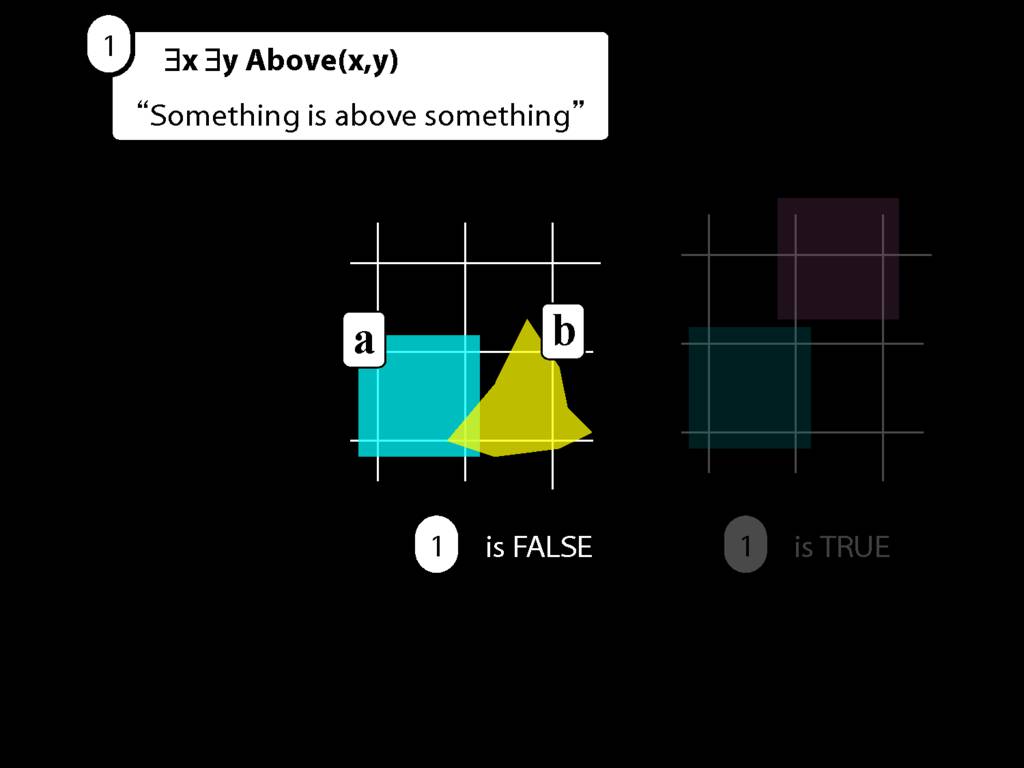 1
∃x ∃y Above(x,y)
“Something is above something”
a
b
1 is FALSE
1 is TRUE